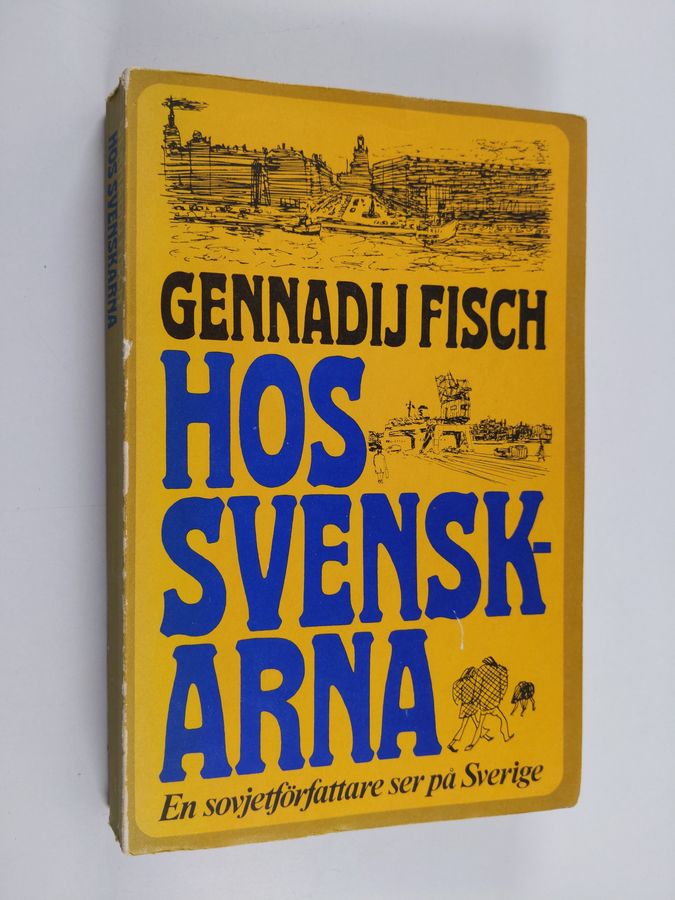 HOS SVENSKARNA
GENNADIJ FISCH
HOS
SVENSK-
ARNA
En sovjetförfattare ser på Sverige